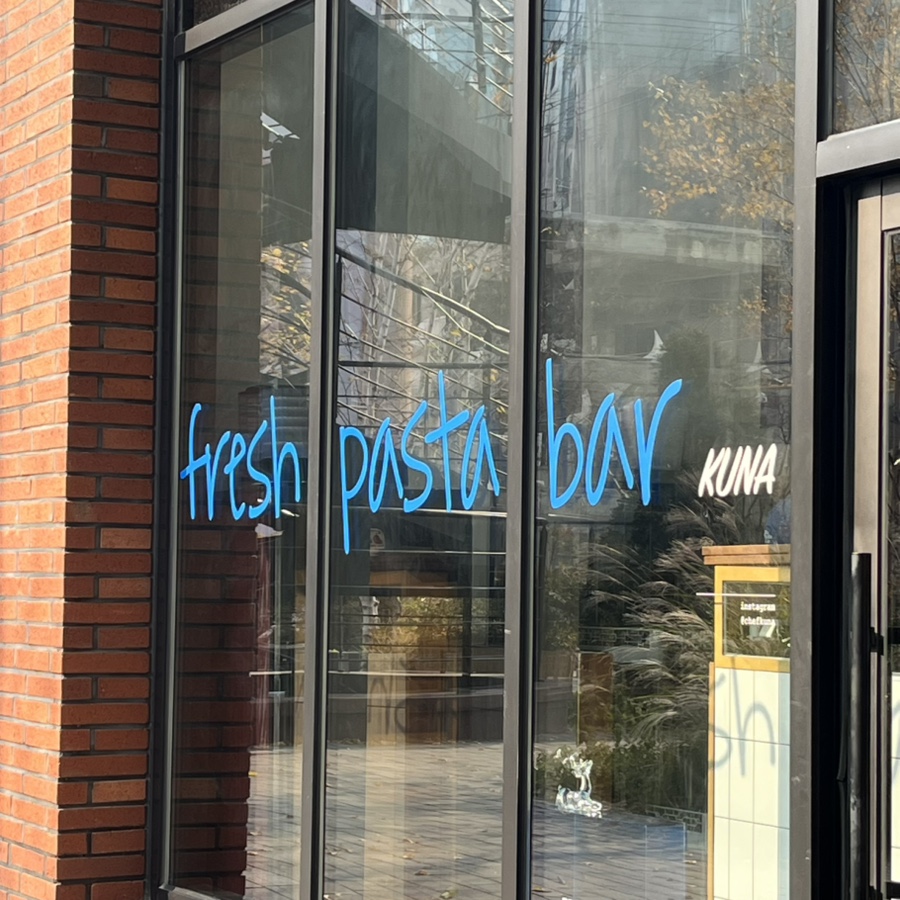 fresh pasta bar
KUNA
instagram
@chefkuna